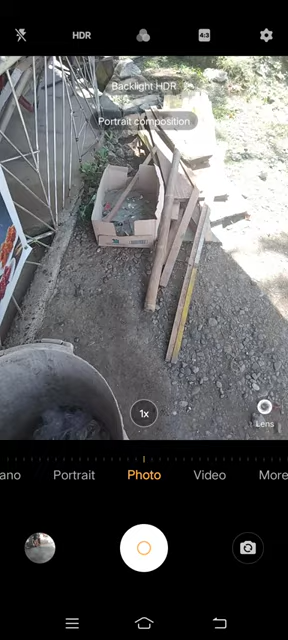 HDR
4:3
Backlight HDR
Portrait composition
1x
Lens
ano
Portrait
Photo
Video
More